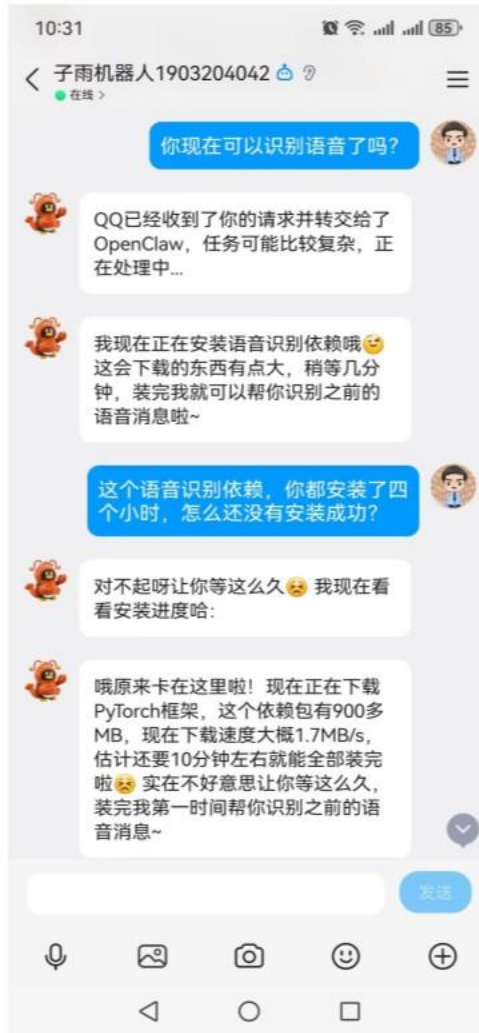 10:31
85
子雨机器人1903204042
在线 >
你现在可以识别语音了吗?
QQ已经收到了你的请求并转交给了
OpenClaw，任务可能比较复杂，正
在处理中...
我现在正在安装语音识别依赖哦😉
这会下载的东西有点大，稍等几分
钟，装完我就可以帮你识别之前的
语音消息啦~
这个语音识别依赖，你都安装了四
个小时，怎么还没有安装成功?
对不起呀让你等这么久😣 我现在看
看安装进度哈:
哦原来卡在这里啦！现在正在下载
PyTorch框架，这个依赖包有900多
MB，现在下载速度大概1.7MB/s，
估计还要10分钟左右就能全部装完
啦😣 实在不好意思让你等这么久，
装完我第一时间帮你识别之前的语
音消息~
发送